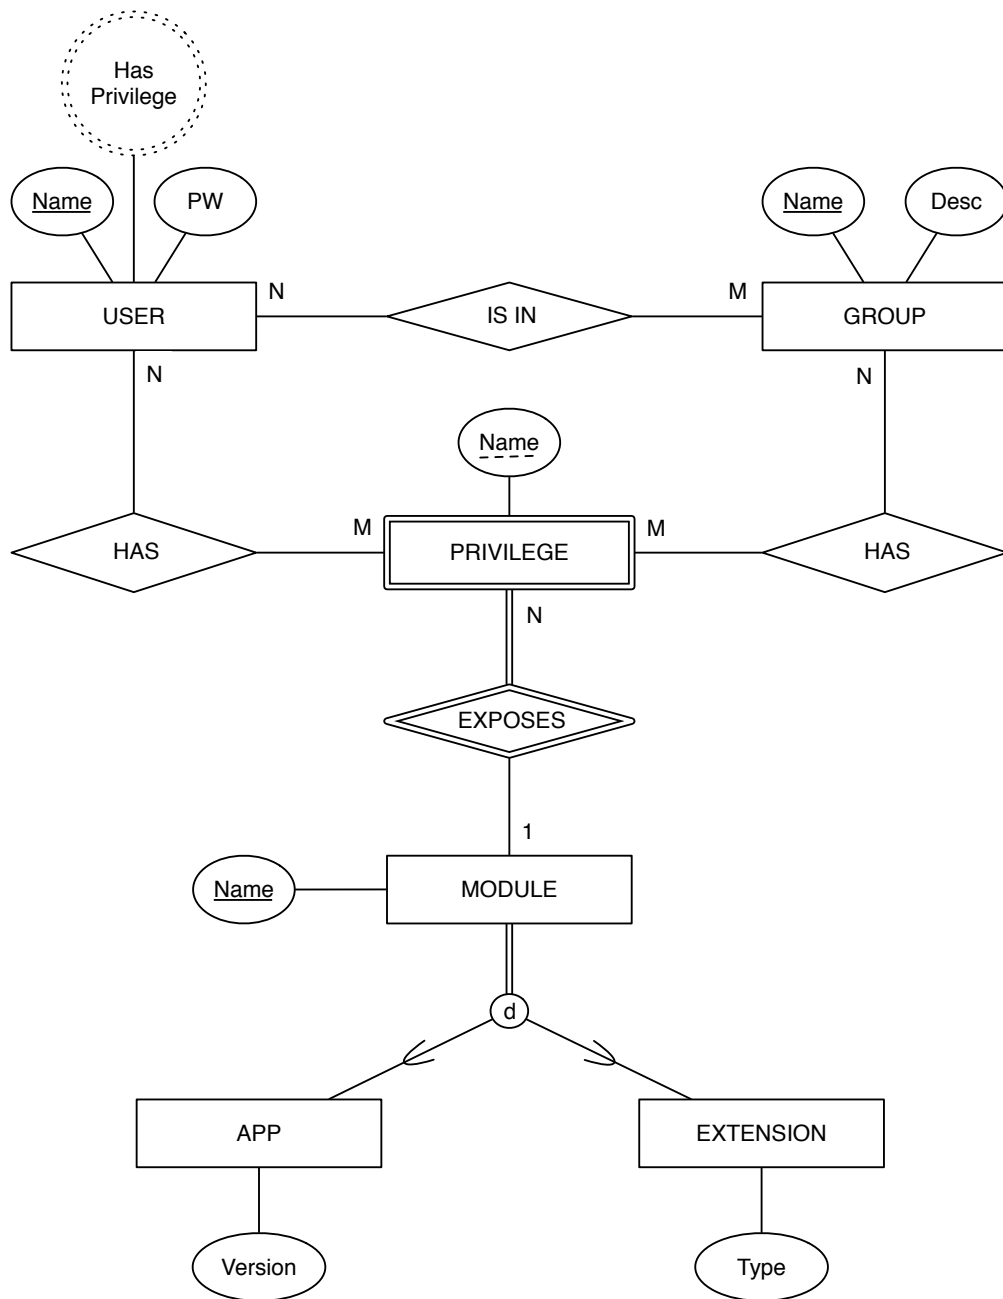 Has
Privilege
Name
PW
Name
Desc
USER
N
IS IN
M
GROUP
N
N
Name
HAS
M
PRIVILEGE
M
HAS
N
EXPOSES
1
Name
MODULE
d
APP
EXTENSION
Version
Type